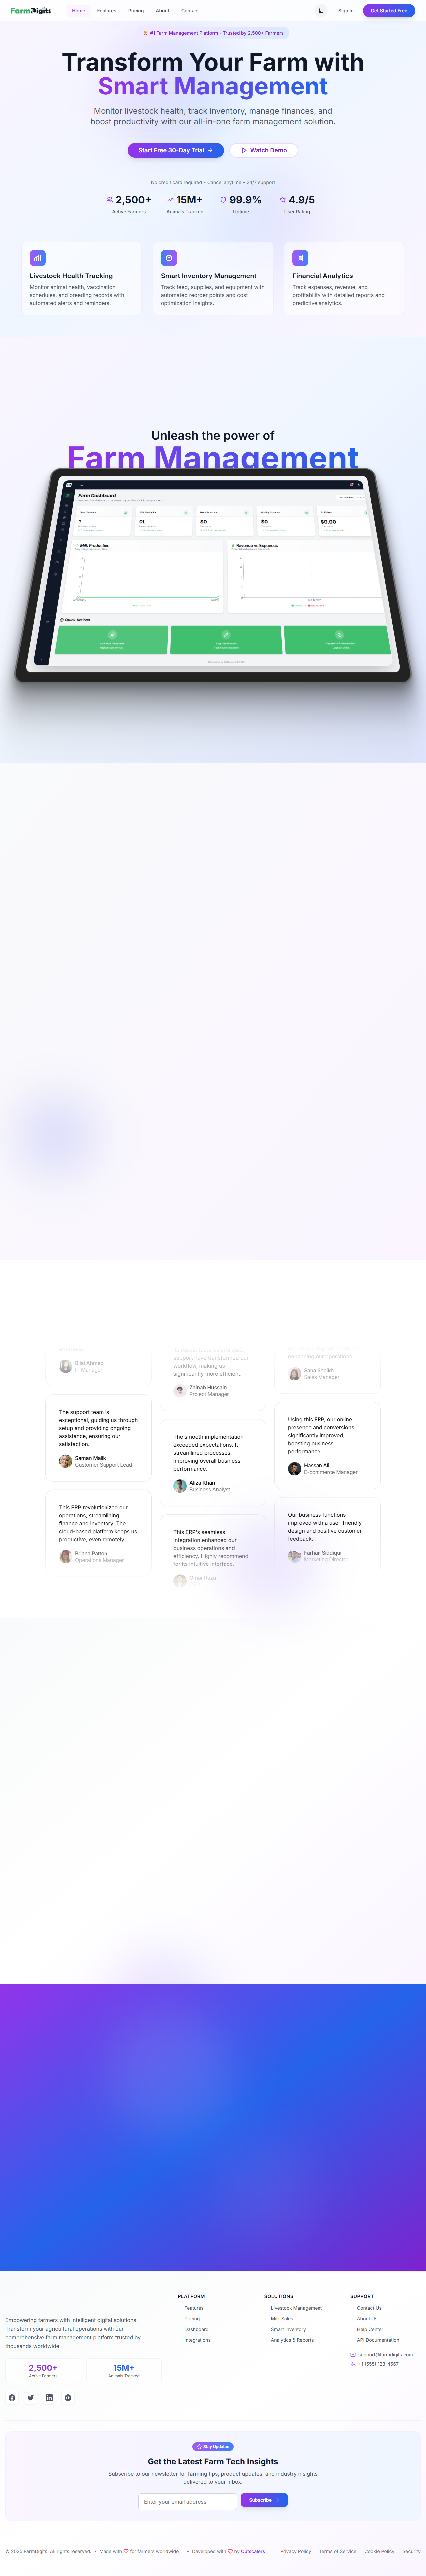 FarmDigits
Home Features Pricing About Contact
Sign in
Get Started Free
#1 Farm Management Platform - Trusted by 2,500+ Farmers
Transform Your Farm with
Smart Management
Monitor livestock health, track inventory, manage finances, and
boost productivity with our all-in-one farm management solution.
Start Free 30-Day Trial
Watch Demo
No credit card required • Cancel anytime • 24/7 support
2,500+
Active Farmers
15M+
Animals Tracked
99.9%
Uptime
4.9/5
User Rating
Livestock Health Tracking
Monitor animal health, vaccination
schedules, and breeding records with
automated alerts and reminders.
Smart Inventory Management
Track feed, supplies, and equipment with
automated reorder points and cost
optimization insights.
Financial Analytics
Track expenses, revenue, and
profitability with detailed reports and
predictive analytics.
Unleash the power of
Farm Management
Farm Dashboard
1
0L
$0
$0
$0.00
Milk Production
Revenue vs Expenses
Quick Actions
support have transformed our
workflow, making us
significantly more efficient.
Zainab Hussain
Project Manager
enhancing our operations.
Sana Sheikh
Sales Manager
Bilal Ahmed
IT Manager
The support team is
exceptional, guiding us through
setup and providing ongoing
assistance, ensuring our
satisfaction.
Saman Malik
Customer Support Lead
The smooth implementation
exceeded expectations. It
streamlined processes,
improving overall business
performance.
Aliza Khan
Business Analyst
Using this ERP, our online
presence and conversions
significantly improved,
boosting business
performance.
Hassan Ali
E-commerce Manager
This ERP revolutionized our
operations, streamlining
finance and inventory. The
cloud-based platform keeps us
productive, even remotely.
Briana Patton
Operations Manager
This ERP's seamless
integration enhanced our
business operations and
efficiency. Highly recommend
for its intuitive interface.
Omar Raza
Our business functions
improved with a user-friendly
design and positive customer
feedback.
Farhan Siddiqui
Marketing Director
Empowering farmers with intelligent digital solutions.
Transform your agricultural operations with our
comprehensive farm management platform trusted by
thousands worldwide.
2,500+
Active Farmers
15M+
Animals Tracked
PLATFORM
Features
Pricing
Dashboard
Integrations
SOLUTIONS
Livestock Management
Milk Sales
Smart Inventory
Analytics & Reports
SUPPORT
Contact Us
About Us
Help Center
API Documentation
support@farmdigits.com
+1 (555) 123-4567
Stay Updated
Get the Latest Farm Tech Insights
Subscribe to our newsletter for farming tips, product updates, and industry insights
delivered to your inbox.
Enter your email address
Subscribe
© 2025 FarmDigits. All rights reserved. • Made with for farmers worldwide • Developed with by Outscalers
Privacy Policy Terms of Service Cookie Policy Security